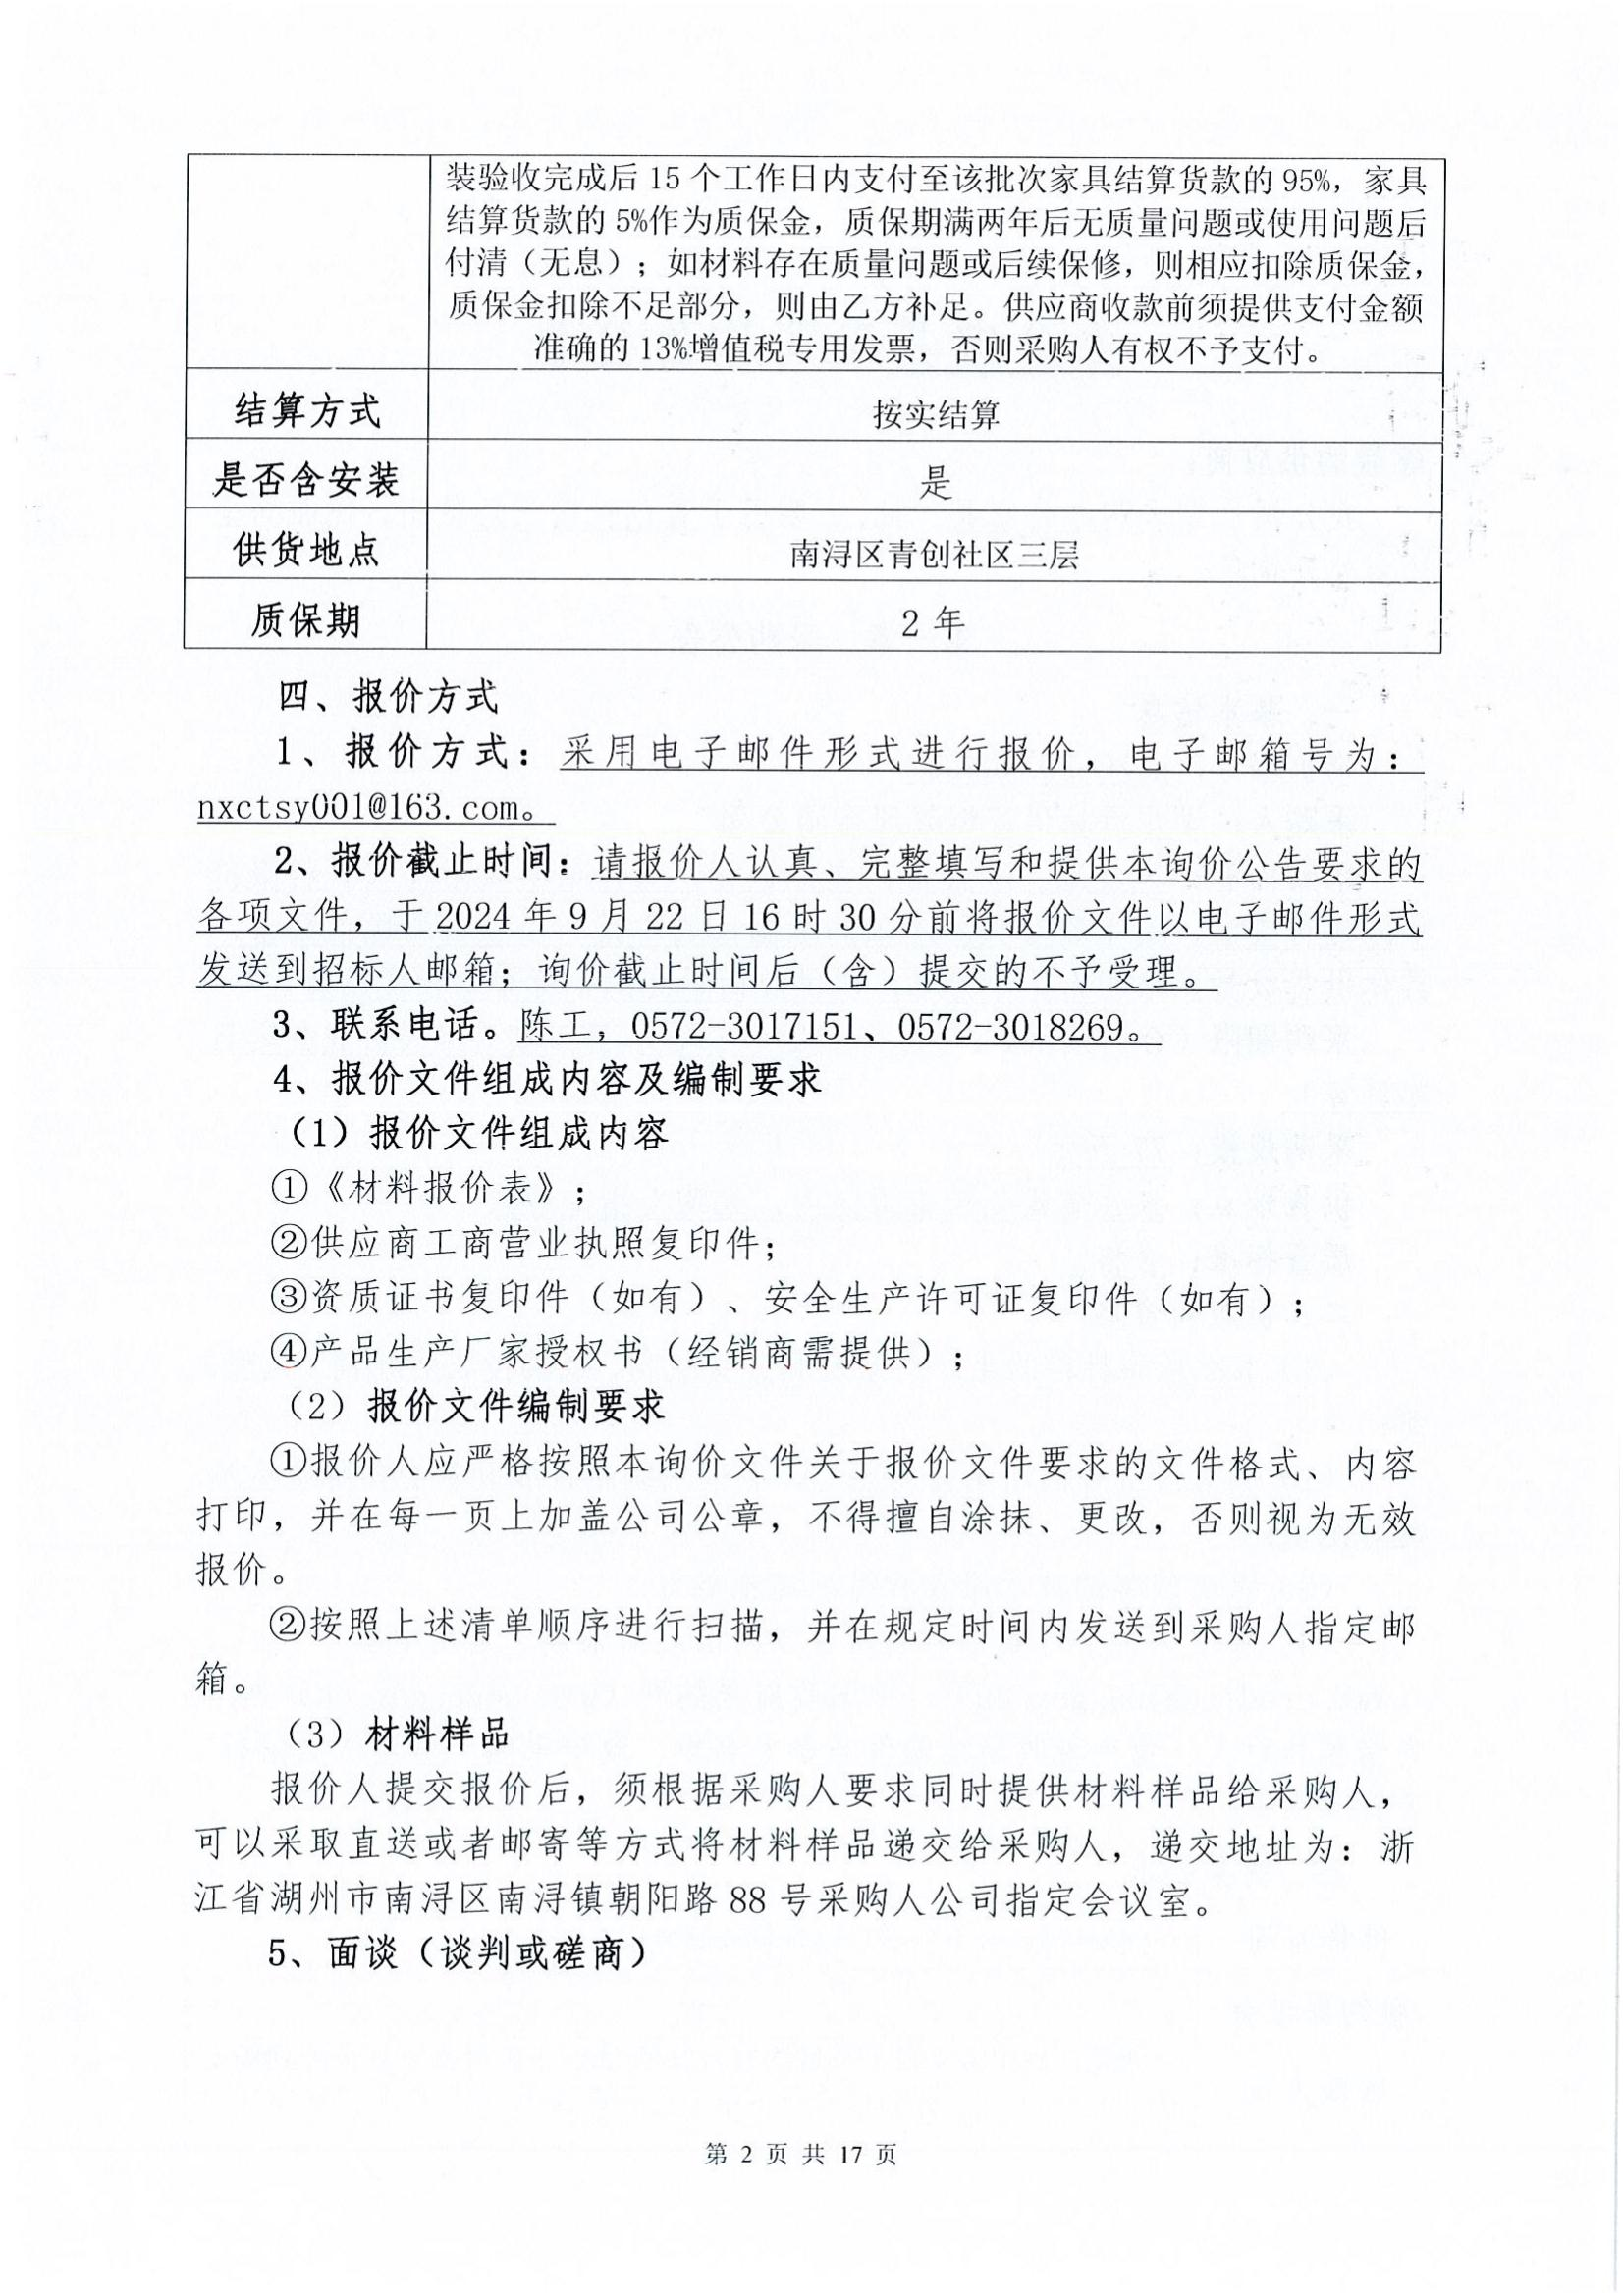 装验收完成后 15 个工作日内支付至该批次家具结算货款的 95%，家具
结算货款的 5%作为质保金，质保期满两年后无质量问题或使用问题后
付清（无息）；如材料存在质量问题或后续保修，则相应扣除质保金，
质保金扣除不足部分，则由乙方补足。供应商收款前须提供支付金额
准确的 13%增值税专用发票，否则采购人有权不予支付。
结算方式 按实结算
是否含安装 是
供货地点 南浔区青创社区三层
质保期 2 年
四、报价方式
1、报价方式：采用电子邮件形式进行报价，电子邮箱号为：
nxctsy001@163.com。
2、报价截止时间：请报价人认真、完整填写和提供本询价公告要求的
各项文件，于 2024 年 9 月 22 日 16 时 30 分前将报价文件以电子邮件形式
发送到招标人邮箱；询价截止时间后（含）提交的不予受理。
3、联系电话。陈工，0572-3017151、0572-3018269。
4、报价文件组成内容及编制要求
（1）报价文件组成内容
①《材料报价表》；
②供应商工商营业执照复印件；
③资质证书复印件（如有）、安全生产许可证复印件（如有）；
④产品生产厂家授权书（经销商需提供）；
（2）报价文件编制要求
①报价人应严格按照本询价文件关于报价文件要求的文件格式、内容
打印，并在每一页上加盖公司公章，不得擅自涂抹、更改，否则视为无效
报价。
②按照上述清单顺序进行扫描，并在规定时间内发送到采购人指定邮
箱。
（3）材料样品
报价人提交报价后，须根据采购人要求同时提供材料样品给采购人，
可以采取直送或者邮寄等方式将材料样品递交给采购人，递交地址为：浙
江省湖州市南浔区南浔镇朝阳路 88 号采购人公司指定会议室。
5、面谈（谈判或磋商）
第 2 页 共 17 页